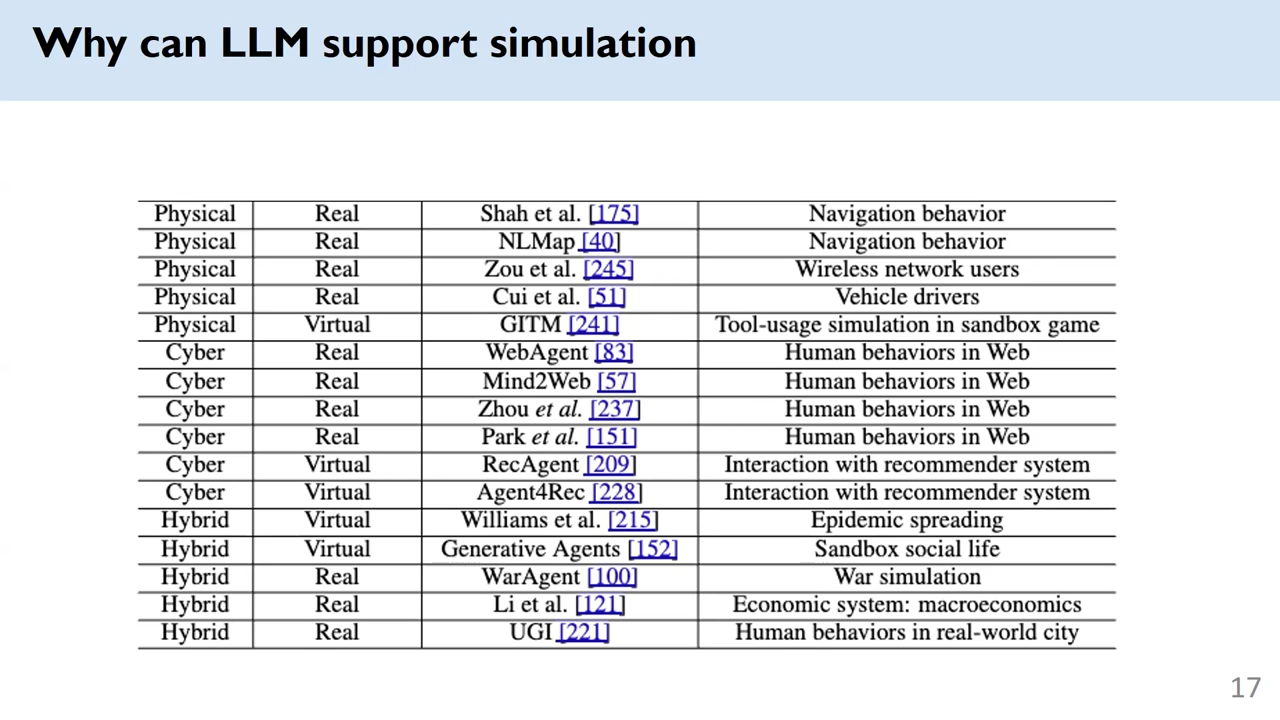 Why can LLM support simulation
Physical Real Shah et al. [175] Navigation behavior
Physical Real NLMap [40] Navigation behavior
Physical Real Zou et al. [245] Wireless network users
Physical Real Cui et al. [51] Vehicle drivers
Physical Virtual GITM [241] Tool-usage simulation in sandbox game
Cyber Real WebAgent [83] Human behaviors in Web
Cyber Real Mind2Web [57] Human behaviors in Web
Cyber Real Zhou et al. [237] Human behaviors in Web
Cyber Real Park et al. [151] Human behaviors in Web
Cyber Virtual RecAgent [209] Interaction with recommender system
Cyber Virtual Agent4Rec [228] Interaction with recommender system
Hybrid Virtual Williams et al. [215] Epidemic spreading
Hybrid Virtual Generative Agents [152] Sandbox social life
Hybrid Real WarAgent [100] War simulation
Hybrid Real Li et al. [121] Economic system: macroeconomics
Hybrid Real UGI [221] Human behaviors in real-world city
17